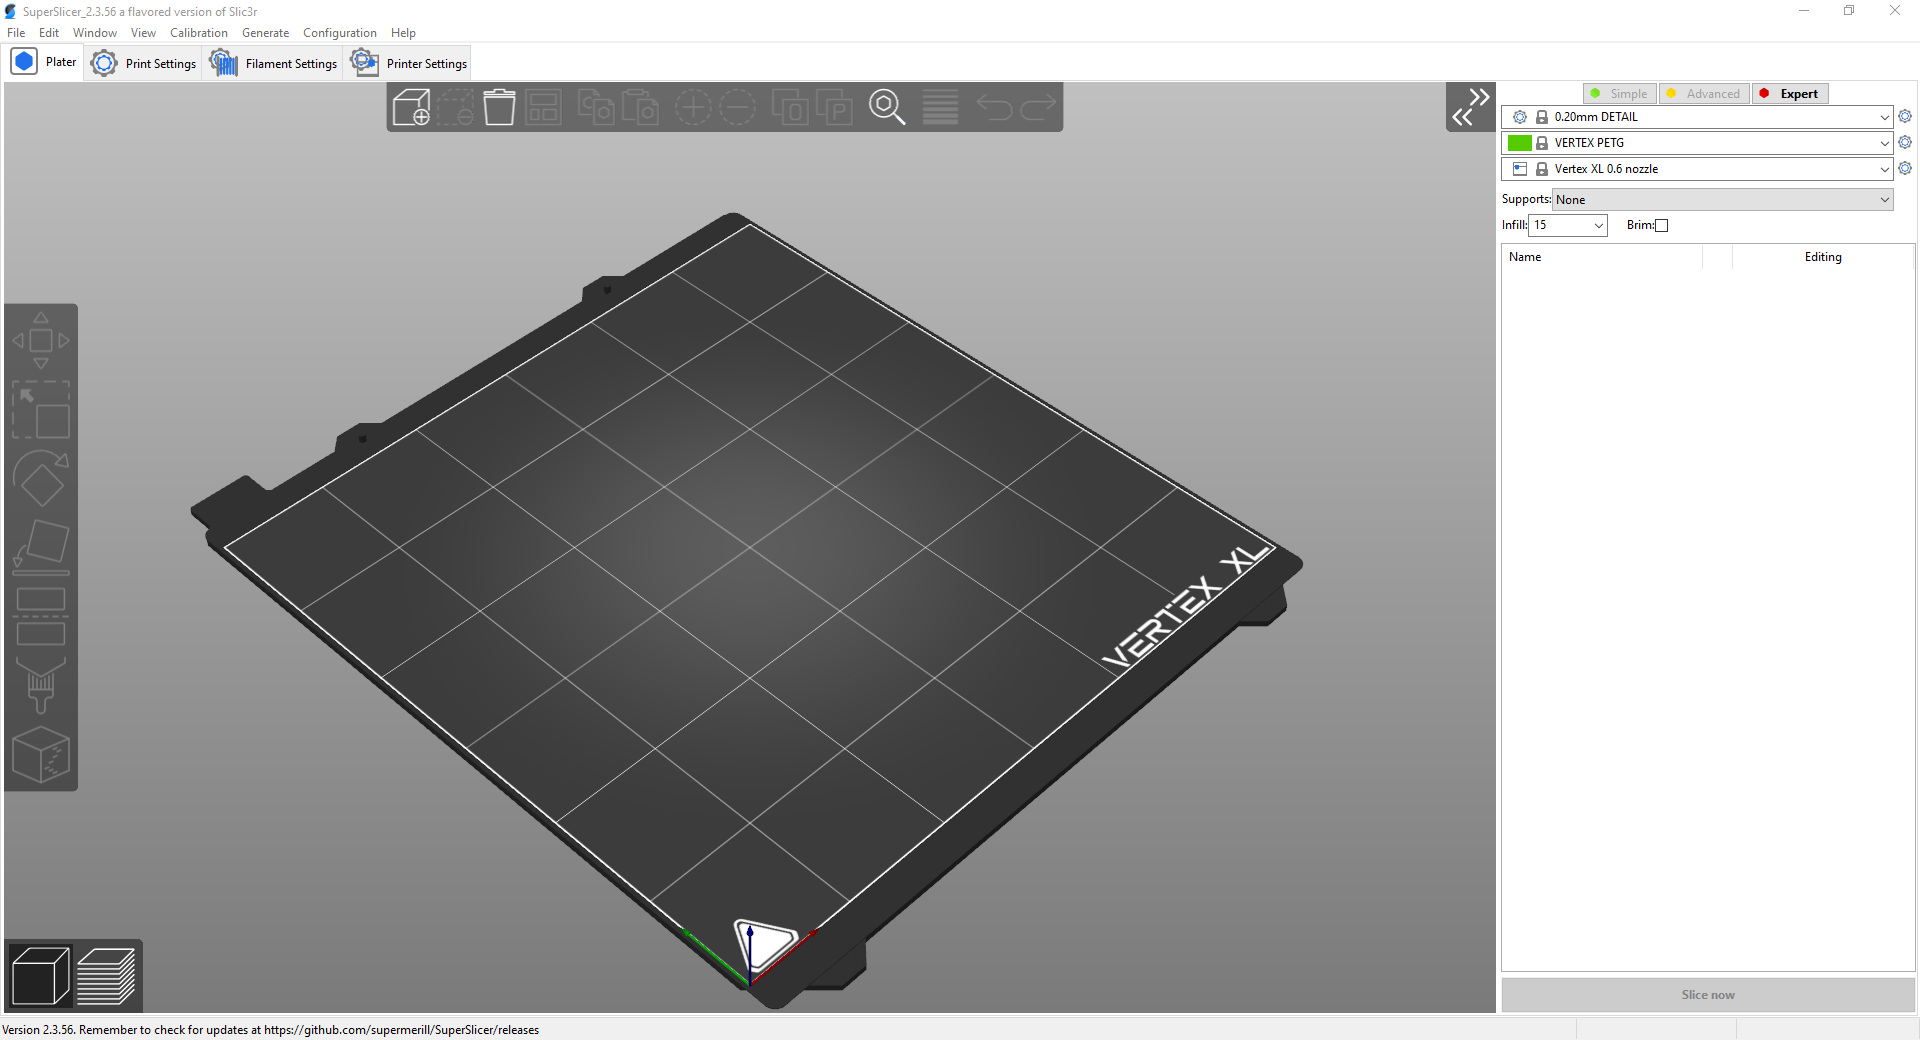 SuperSlicer_2.3.56 a flavored version of Slic3r
File Edit Window View Calibration Generate Configuration Help
Plater Print Settings Filament Settings Printer Settings
Simple Advanced Expert
0.20mm DETAIL
VERTEX PETG
Vertex XL 0.6 nozzle
Supports: None
Infill: 15 Brim:
Name Editing
O P
VERTEX XL
Slice now
Version 2.3.56. Remember to check for updates at https://github.com/supermerill/SuperSlicer/releases